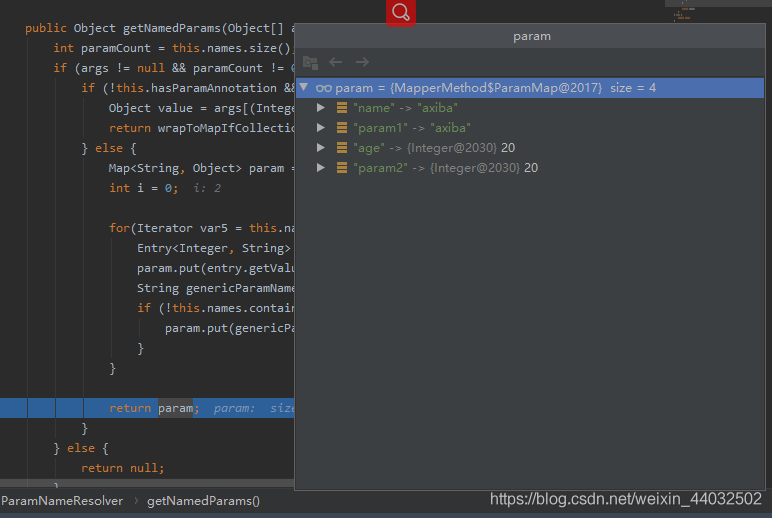 public Object getNamedParams(Object[] a
int paramCount = this.names.size()
if (args != null && paramCount != 0
if (!this.hasParamAnnotation &&
Object value = args[(Intege
return wrapToMapIfCollectio
} else {
Map<String, Object> param =
int i = 0; i: 2
for(Iterator var5 = this.na
Entry<Integer, String>
param.put(entry.getValu
String genericParamName
if (!this.names.contain
param.put(genericPa
}
}
return param; param: size
}
} else {
return null;
}
param
param = {MapperMethod$ParamMap@2017} size = 4
"name" -> "axiba"
"param1" -> "axiba"
"age" -> {Integer@2030} 20
"param2" -> {Integer@2030} 20
ParamNameResolver › getNamedParams()
https://blog.csdn.net/weixin_44032502